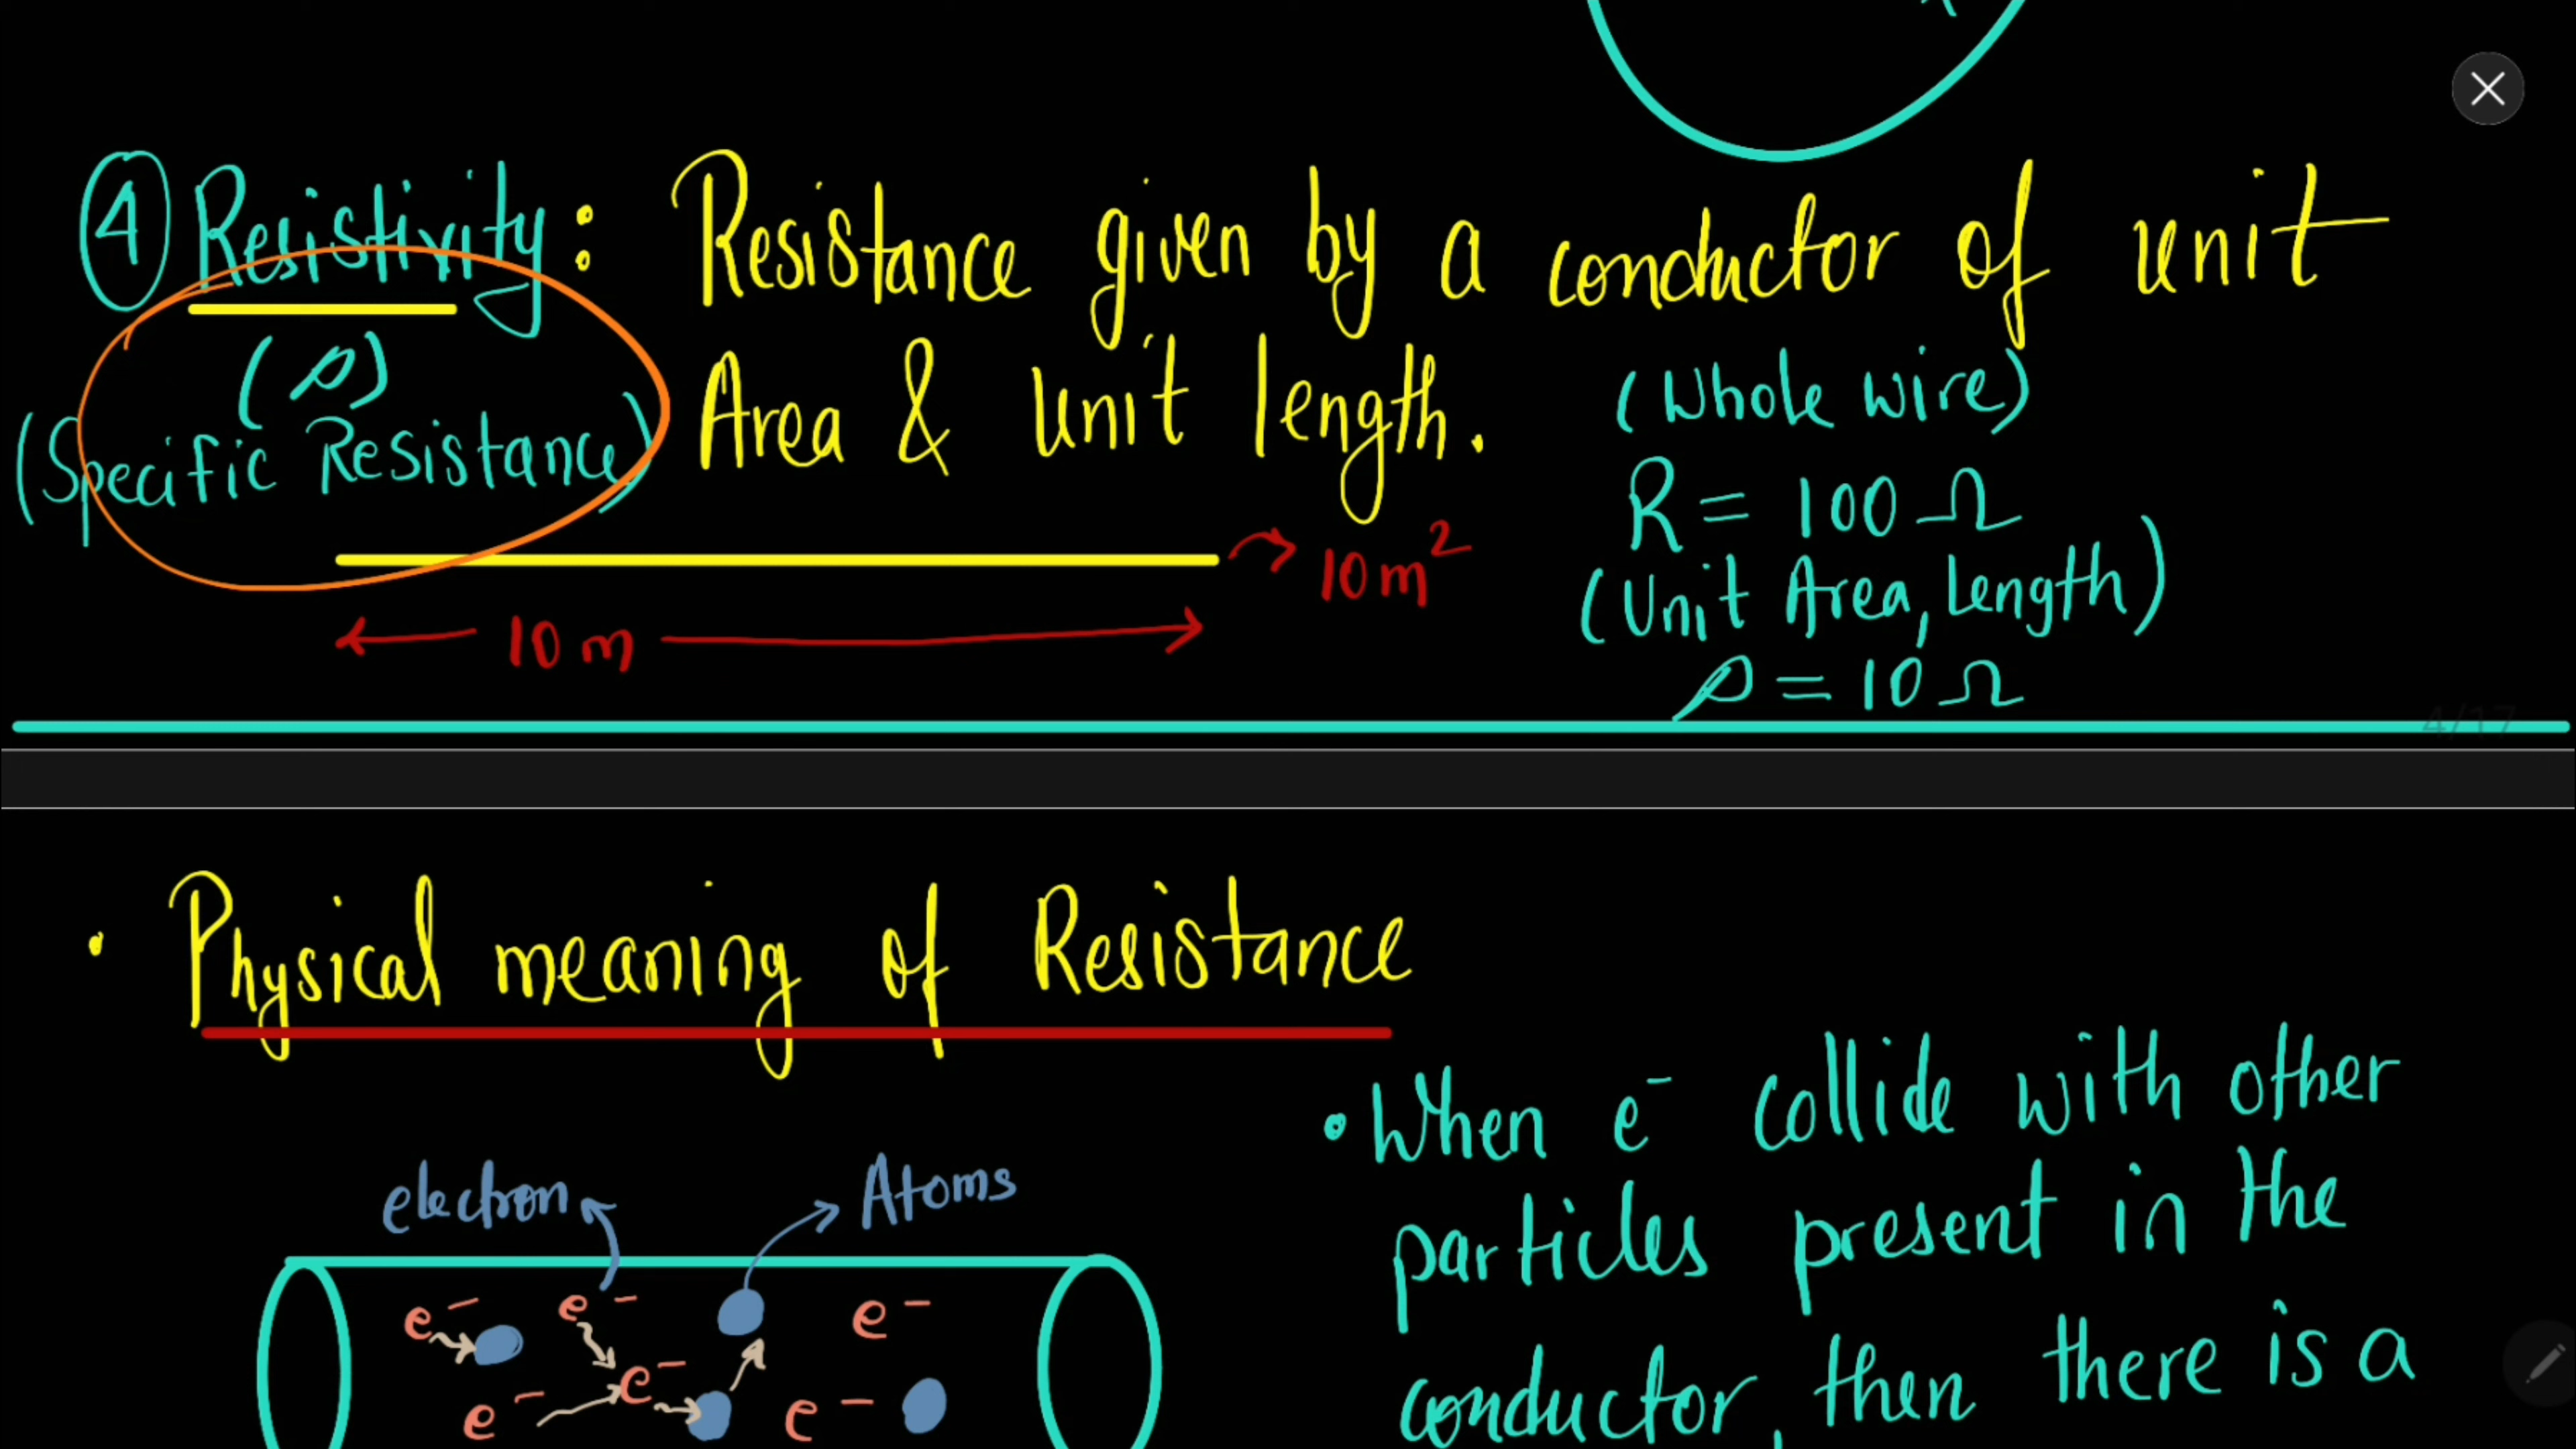 ④ Resistivity : Resistance given by a conductor of unit
(ρ)
(Specific Resistance)
Area & unit length.
(Whole wire)
R = 100 Ω
10 m²
(Unit Area, Length)
10 m
ρ = 10 Ω
4/17
• Physical meaning of Resistance
• When e⁻ collide with other
particles present in the
conductor, then there is a
electron
Atoms
e⁻ e⁻ e⁻
e⁻ e⁻ e⁻